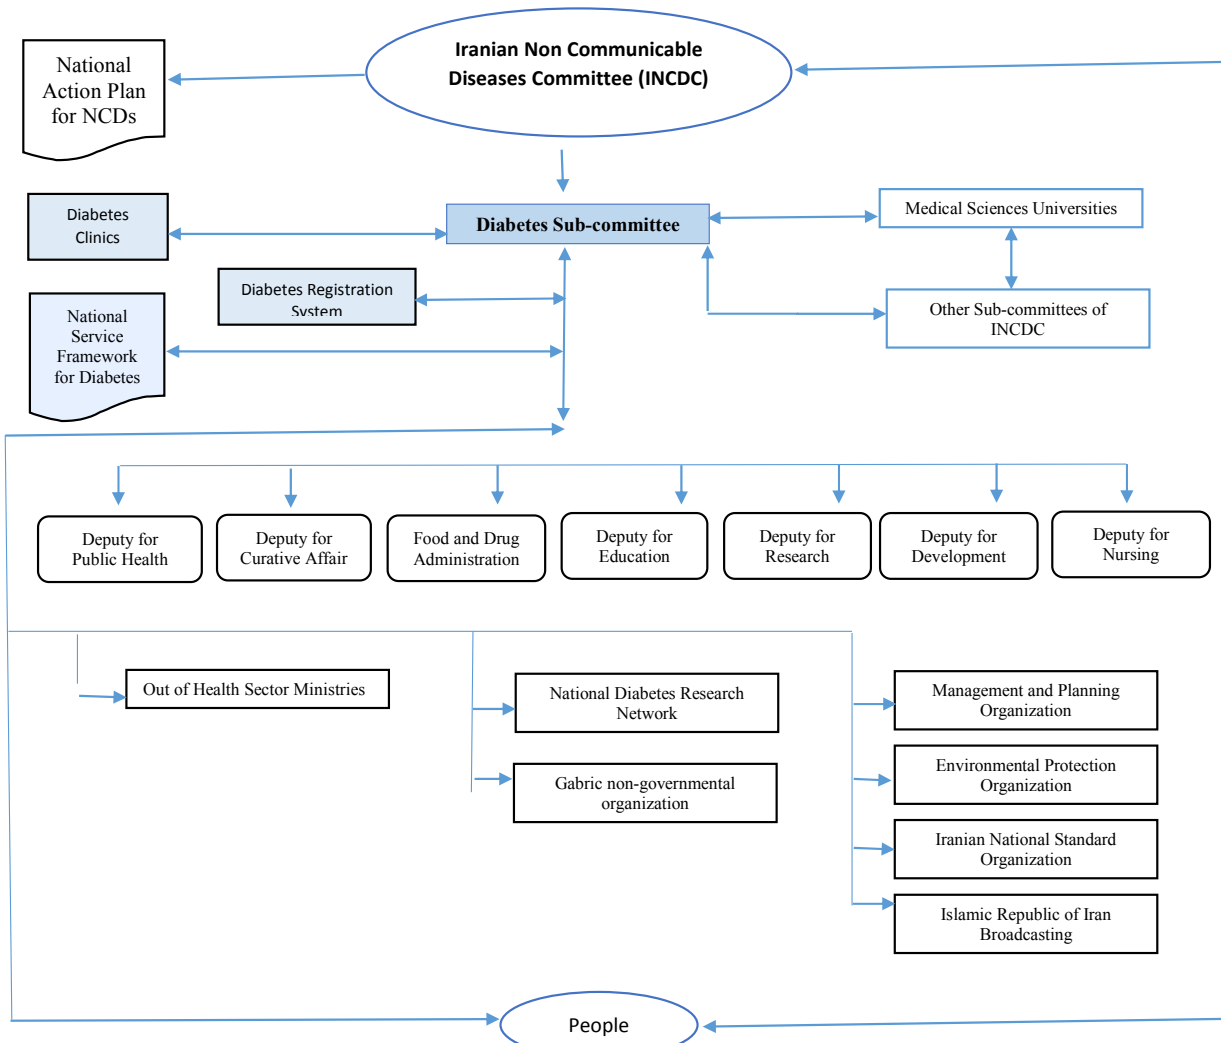 Iranian Non Communicable
Diseases Committee (INCDC)
National
Action Plan
for NCDs
Diabetes
Clinics
Diabetes Sub-committee
Medical Sciences Universities
Diabetes Registration
System
Other Sub-committees of
INCDC
National
Service
Framework
for Diabetes
Deputy for
Public Health
Deputy for
Curative Affair
Food and Drug
Administration
Deputy for
Education
Deputy for
Research
Deputy for
Development
Deputy for
Nursing
Out of Health Sector Ministries
National Diabetes Research
Network
Gabric non-governmental
organization
Management and Planning
Organization
Environmental Protection
Organization
Iranian National Standard
Organization
Islamic Republic of Iran
Broadcasting
People